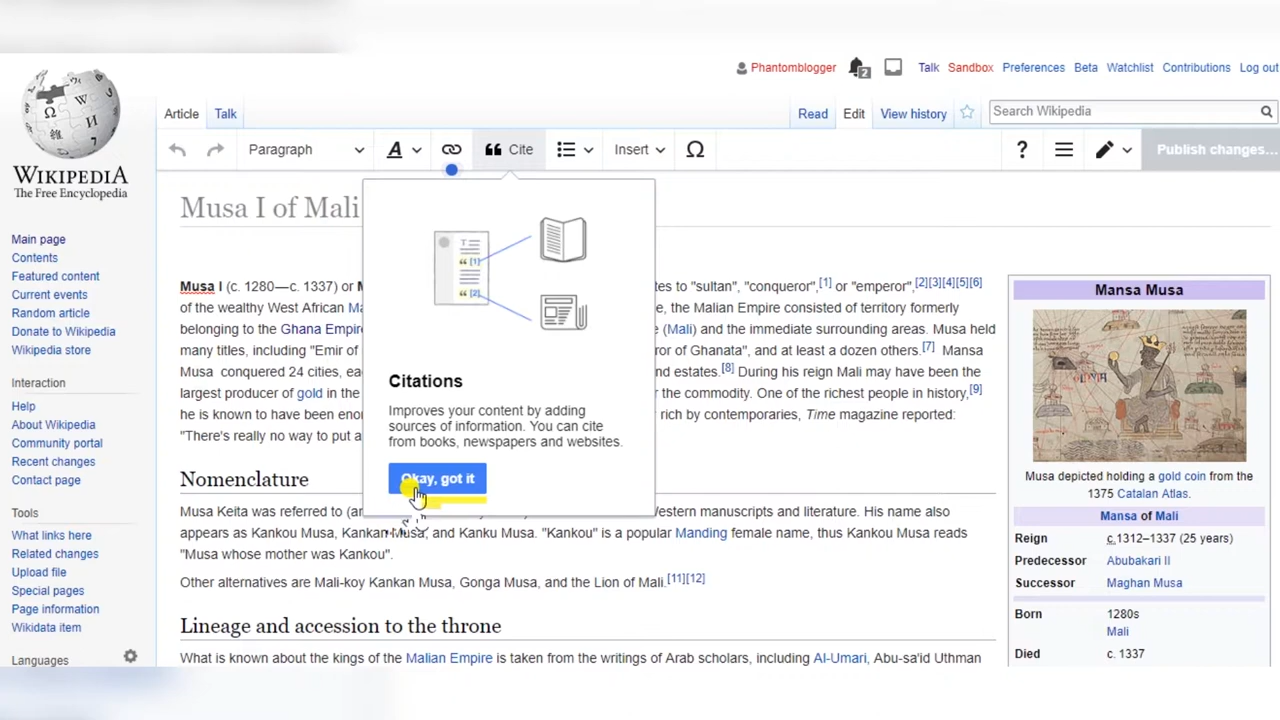 Phantomblogger 2 Talk Sandbox Preferences Beta Watchlist Contributions Log out
Article Talk Read Edit View history Search Wikipedia
Paragraph A Cite Insert Ω ? Publish changes...
WIKIPEDIA
The Free Encyclopedia
Main page
Contents
Featured content
Current events
Random article
Donate to Wikipedia
Wikipedia store
Interaction
Help
About Wikipedia
Community portal
Recent changes
Contact page
Tools
What links here
Related changes
Upload file
Special pages
Page information
Wikidata item
Languages
Musa I of Mali
Musa I (c. 1280—c. 1337) or tes to "sultan", "conqueror",[1] or "emperor",[2][3][4][5][6]
of the wealthy West African e, the Malian Empire consisted of territory formerly
belonging to the Ghana Empire (Mali) and the immediate surrounding areas. Musa held
many titles, including "Emir of ror of Ghanata", and at least a dozen others.[7] Mansa
Musa conquered 24 cities, ea nd estates.[8] During his reign Mali may have been the
largest producer of gold in the the commodity. One of the richest people in history,[9]
he is known to have been eno rich by contemporaries, Time magazine reported:
"There's really no way to put a
Citations
Improves your content by adding
sources of information. You can cite
from books, newspapers and websites.
Okay, got it
Nomenclature
Musa Keita was referred to (an Western manuscripts and literature. His name also
appears as Kankou Musa, Kankan Musa, and Kanku Musa. "Kankou" is a popular Manding female name, thus Kankou Musa reads
"Musa whose mother was Kankou".
Other alternatives are Mali-koy Kankan Musa, Gonga Musa, and the Lion of Mali.[11][12]
Lineage and accession to the throne
What is known about the kings of the Malian Empire is taken from the writings of Arab scholars, including Al-Umari, Abu-sa'id Uthman
Mansa Musa
Musa depicted holding a gold coin from the
1375 Catalan Atlas.
Mansa of Mali
Reign c.1312–1337 (25 years)
Predecessor Abubakari II
Successor Maghan Musa
Born 1280s
Mali
Died c. 1337